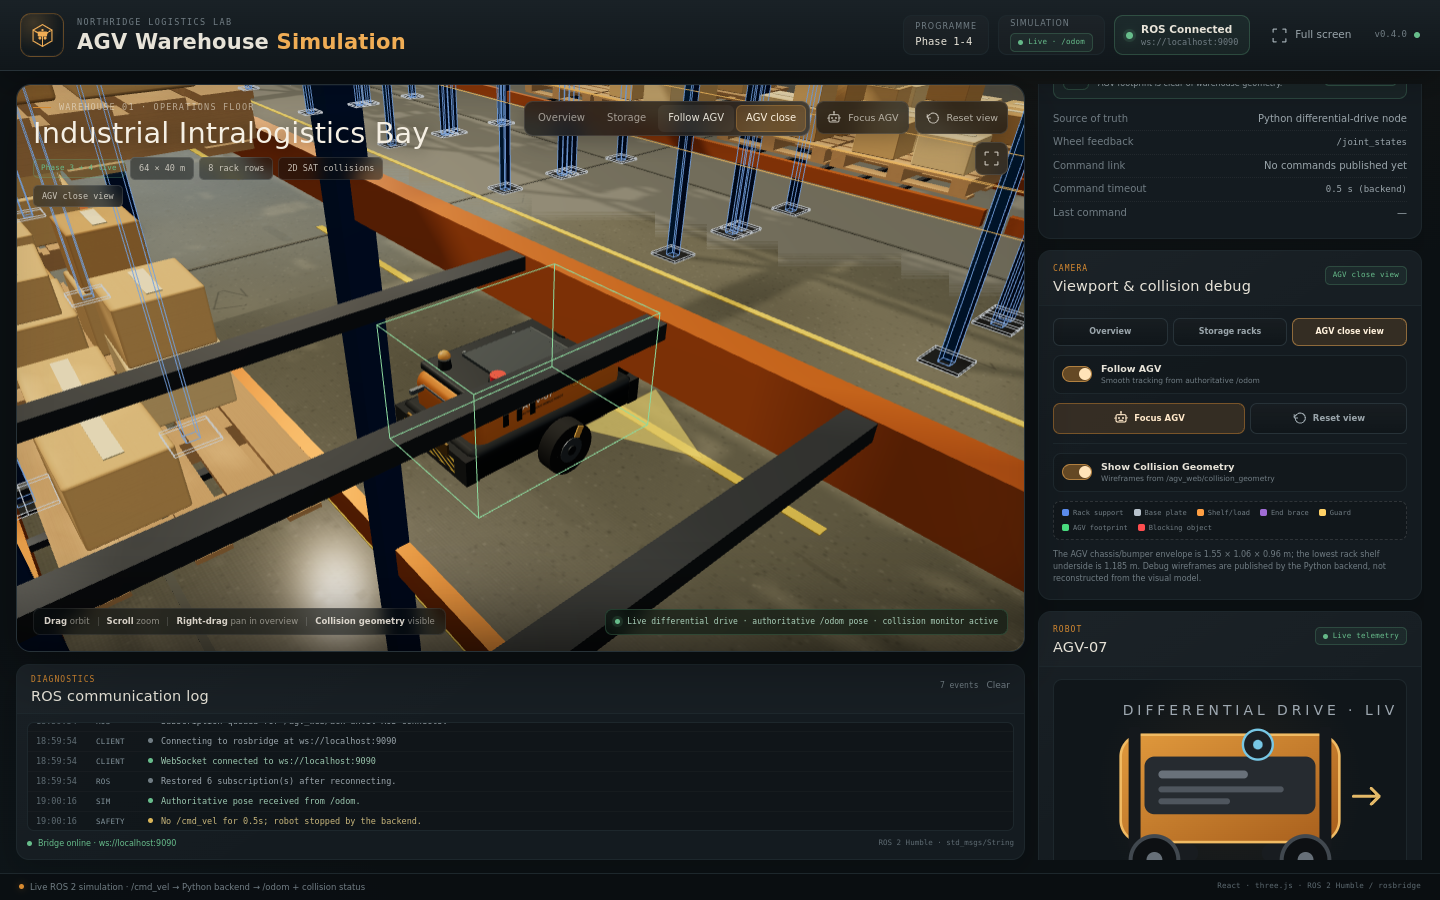 NORTHRIDGE LOGISTICS LAB
AGV Warehouse Simulation
PROGRAMME
Phase 1-4
SIMULATION
Live · /odom
ROS Connected
ws://localhost:9090
Full screen
v0.4.0
WAREHOUSE 01 · OPERATIONS FLOOR
Industrial Intralogistics Bay
64 × 40 m
8 rack rows
2D SAT collisions
AGV close view
Overview
Storage
Follow AGV
AGV close
Focus AGV
Reset view
Drag orbit | Scroll zoom | Right-drag pan in overview | Collision geometry visible
Live differential drive · authoritative /odom pose · collision monitor active
DIAGNOSTICS
ROS communication log
7 events
Clear
18:59:54 CLIENT Connecting to rosbridge at ws://localhost:9090
18:59:54 CLIENT WebSocket connected to ws://localhost:9090
18:59:54 ROS Restored 6 subscription(s) after reconnecting.
19:00:16 SIM Authoritative pose received from /odom.
19:00:16 SAFETY No /cmd_vel for 0.5s; robot stopped by the backend.
Bridge online · ws://localhost:9090
ROS 2 Humble · std_msgs/String
Source of truth Python differential-drive node
Wheel feedback /joint_states
Command link No commands published yet
Command timeout 0.5 s (backend)
Last command —
CAMERA
Viewport & collision debug
AGV close view
Overview
Storage racks
AGV close view
Follow AGV
Smooth tracking from authoritative /odom
Focus AGV
Reset view
Show Collision Geometry
Wireframes from /agv_web/collision_geometry
Rack support
Base plate
Shelf/load
End brace
Guard
AGV footprint
Blocking object
The AGV chassis/bumper envelope is 1.55 × 1.06 × 0.96 m; the lowest rack shelf
underside is 1.185 m. Debug wireframes are published by the Python backend, not
reconstructed from the visual model.
ROBOT
AGV-07
Live telemetry
DIFFERENTIAL DRIVE · LIV
Live ROS 2 simulation · /cmd_vel → Python backend → /odom + collision status
React · three.js · ROS 2 Humble / rosbridge